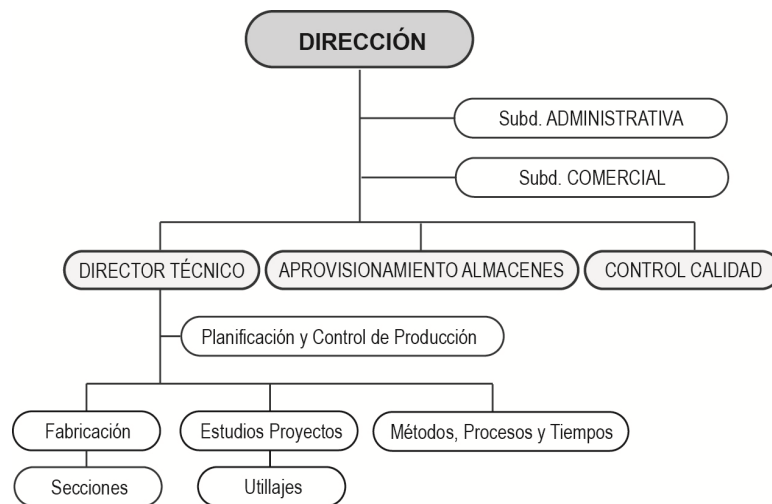 DIRECCIÓN
Subd. ADMINISTRATIVA
Subd. COMERCIAL
DIRECTOR TÉCNICO
APROVISIONAMIENTO ALMACENES
CONTROL CALIDAD
Planificación y Control de Producción
Fabricación
Estudios Proyectos
Métodos, Procesos y Tiempos
Secciones
Utillajes